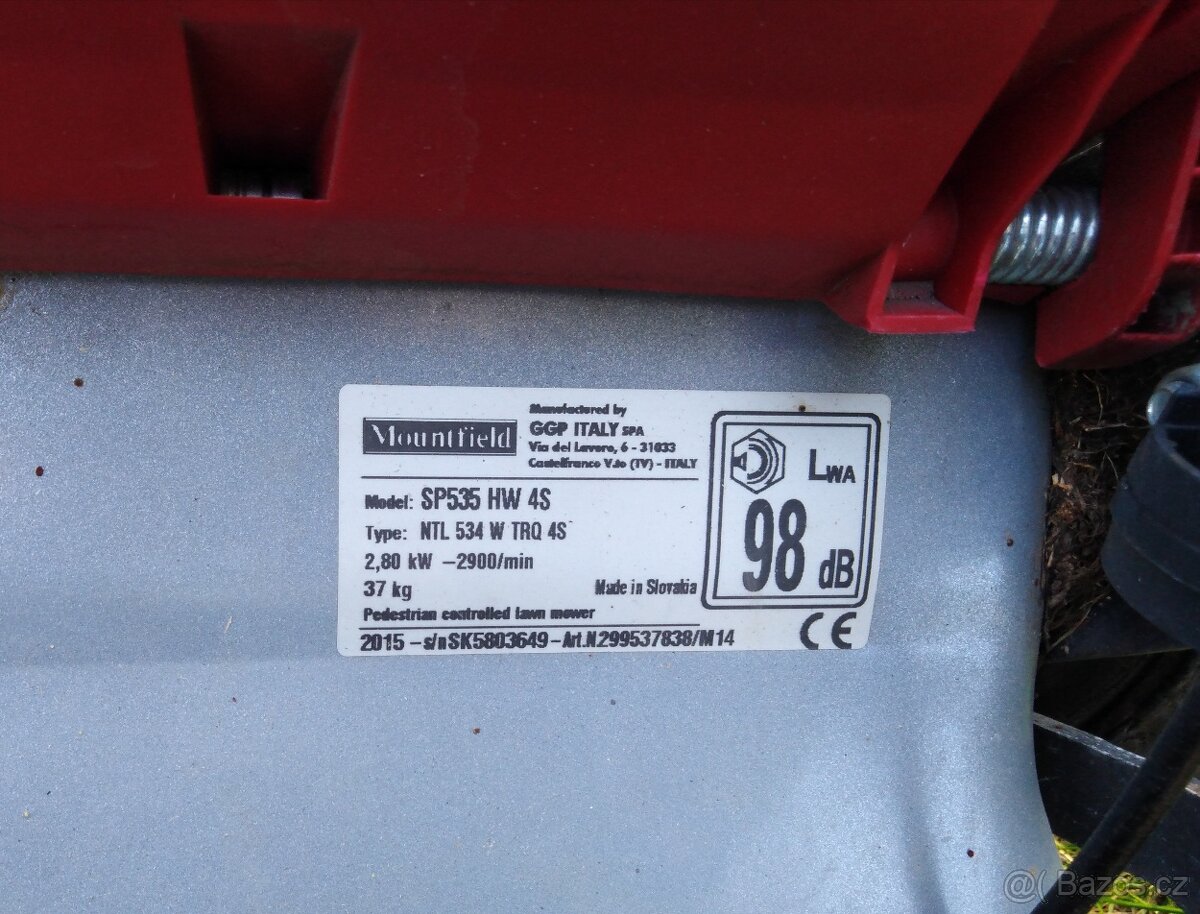 Mountfield
Manufactured by
GGP ITALY SPA
Via del Lavoro, 6 - 31033
Castelfranco V.to (TV) - ITALY
Model: SP535 HW 4S
Type: NTL 534 W TRQ 4S
2,80 kW -2900/min
37 kg
Made in Slovakia
Pedestrian controlled lawn mower
2015 - s/n SK5803649 - Art.N.299537838/M14
LWA
98 dB
CE
@( Bazos.cz